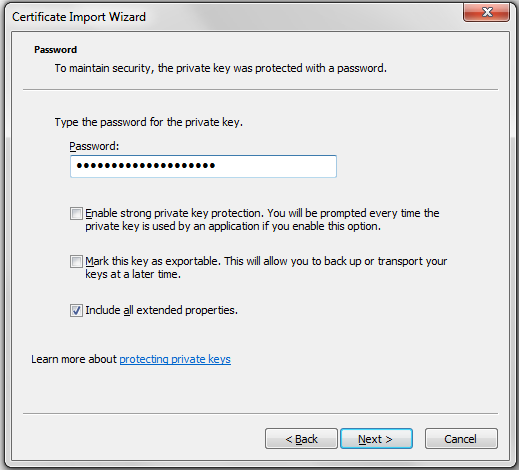 Certificate Import Wizard
Password
To maintain security, the private key was protected with a password.
Type the password for the private key.
Password:
••••••••••••••••••••
Enable strong private key protection. You will be prompted every time the
private key is used by an application if you enable this option.
Mark this key as exportable. This will allow you to back up or transport your
keys at a later time.
Include all extended properties.
Learn more about protecting private keys
< Back Next > Cancel